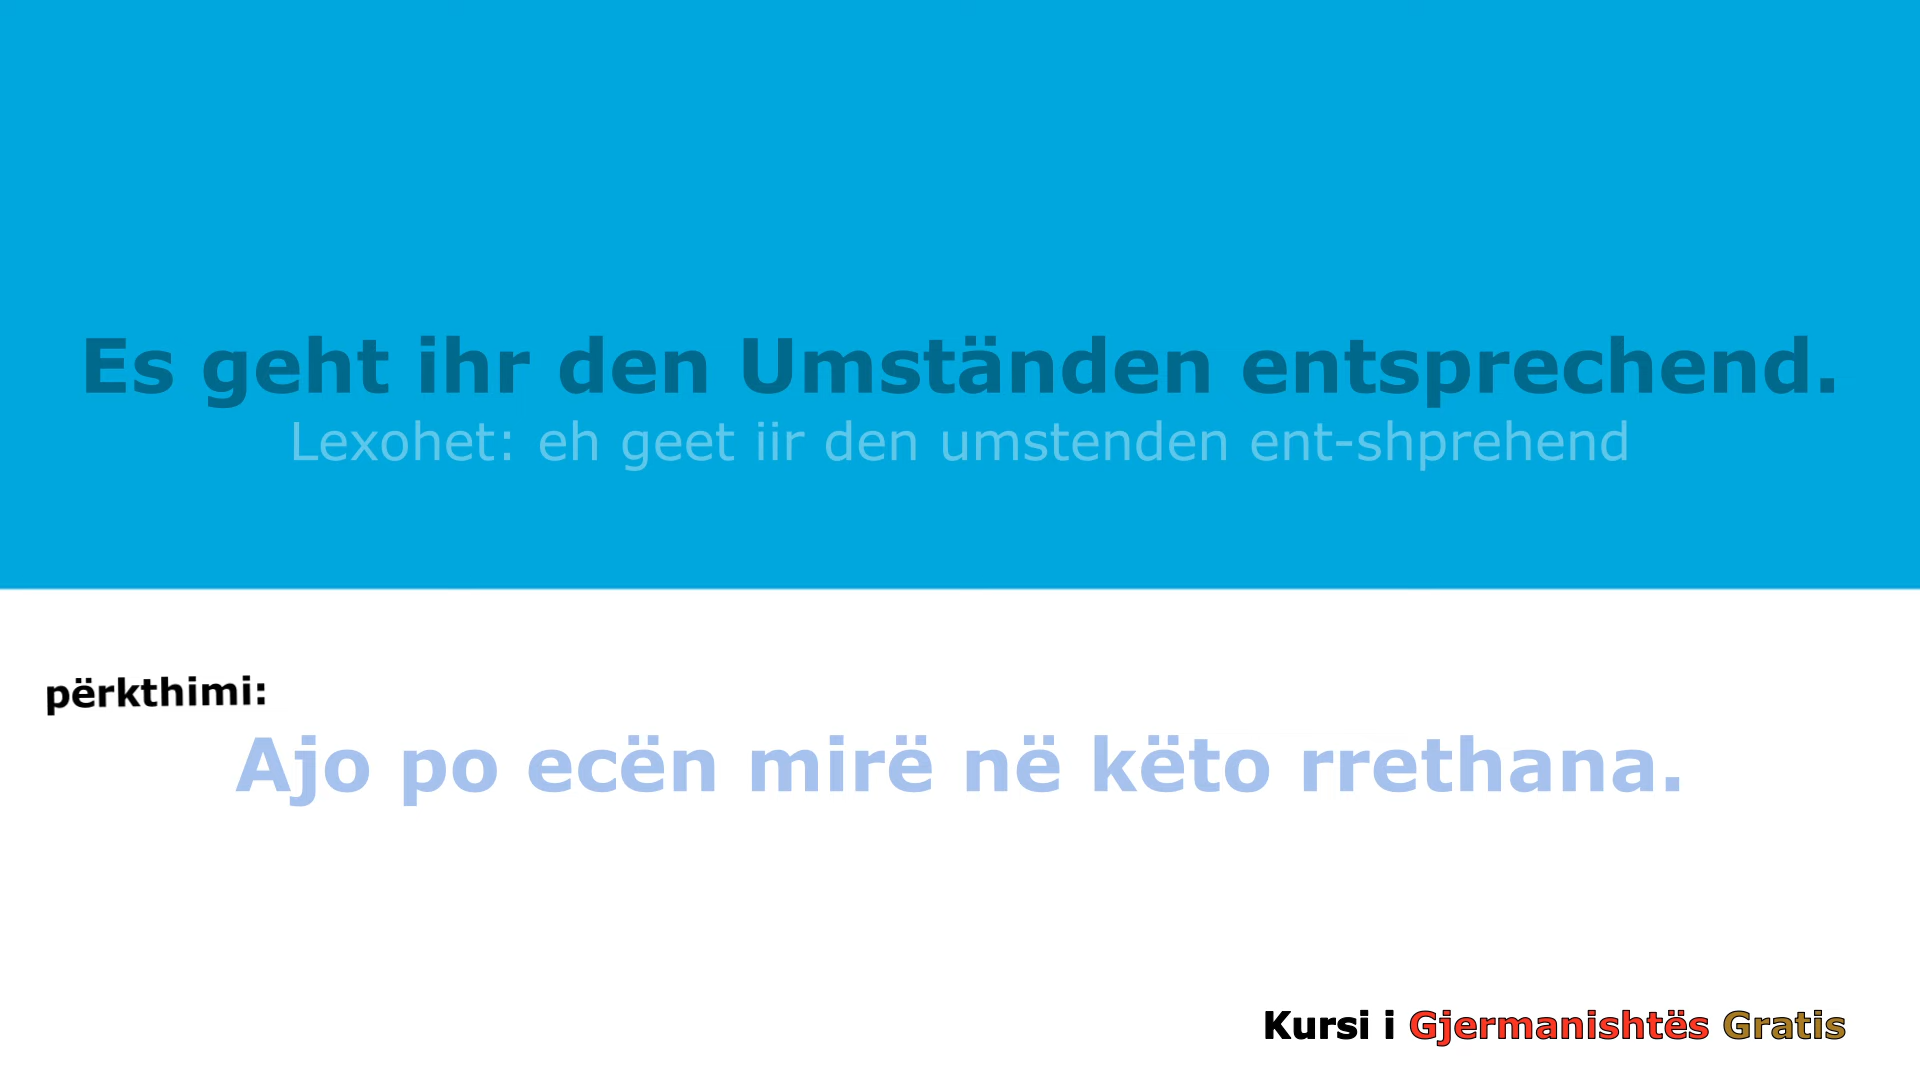 Es geht ihr den Umständen entsprechend.
Lexohet: eh geet iir den umstenden ent-shprehend
përkthimi:
Ajo po ecën mirë në këto rrethana.
Kursi i Gjermanishtës Gratis